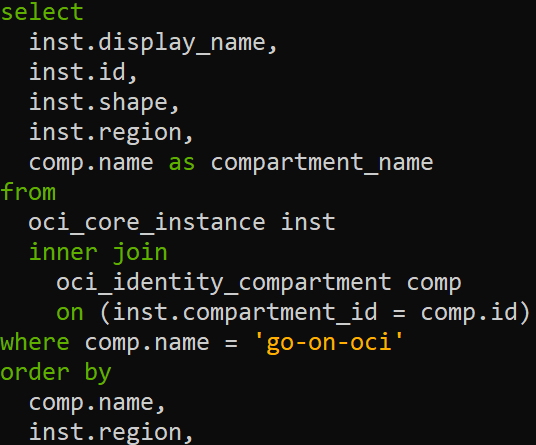 select
  inst.display_name,
  inst.id,
  inst.shape,
  inst.region,
  comp.name as compartment_name
from
  oci_core_instance inst
  inner join
    oci_identity_compartment comp
    on (inst.compartment_id = comp.id)
where comp.name = 'go-on-oci'
order by
  comp.name,
  inst.region,